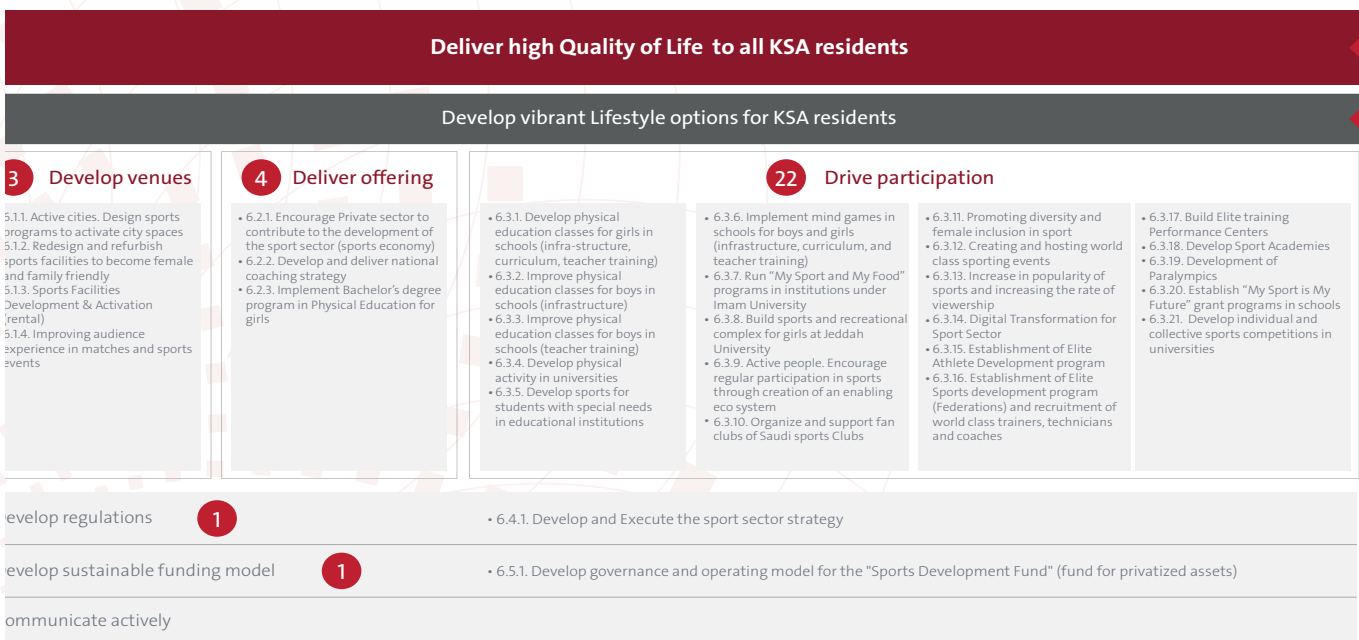 Deliver high Quality of Life to all KSA residents
Develop vibrant Lifestyle options for KSA residents
3 Develop venues
6.1.1. Active cities. Design sports
programs to activate city spaces
6.1.2. Redesign and refurbish
sports facilities to become female
and family friendly
6.1.3. Sports Facilities
Development & Activation
(rental)
6.1.4. Improving audience
experience in matches and sports
events
4 Deliver offering
• 6.2.1. Encourage Private sector to
contribute to the development of
the sport sector (sports economy)
• 6.2.2. Develop and deliver national
coaching strategy
• 6.2.3. Implement Bachelor's degree
program in Physical Education for
girls
22 Drive participation
• 6.3.1. Develop physical
education classes for girls in
schools (infra-structure,
curriculum, teacher training)
• 6.3.2. Improve physical
education classes for boys in
schools (infrastructure)
• 6.3.3. Improve physical
education classes for boys in
schools (teacher training)
• 6.3.4. Develop physical
activity in universities
• 6.3.5. Develop sports for
students with special needs
in educational institutions
• 6.3.6. Implement mind games in
schools for boys and girls
(infrastructure, curriculum, and
teacher training)
• 6.3.7. Run "My Sport and My Food"
programs in institutions under
Imam University
• 6.3.8. Build sports and recreational
complex for girls at Jeddah
University
• 6.3.9. Active people. Encourage
regular participation in sports
through creation of an enabling
eco system
• 6.3.10. Organize and support fan
clubs of Saudi sports Clubs
• 6.3.11. Promoting diversity and
female inclusion in sport
• 6.3.12. Creating and hosting world
class sporting events
• 6.3.13. Increase in popularity of
sports and increasing the rate of
viewership
• 6.3.14. Digital Transformation for
Sport Sector
• 6.3.15. Establishment of Elite
Athlete Development program
• 6.3.16. Establishment of Elite
Sports development program
(Federations) and recruitment of
world class trainers, technicians
and coaches
• 6.3.17. Build Elite training
Performance Centers
• 6.3.18. Develop Sport Academies
• 6.3.19. Development of
Paralympics
• 6.3.20. Establish "My Sport is My
Future" grant programs in schools
• 6.3.21. Develop individual and
collective sports competitions in
universities
evelop regulations 1 • 6.4.1. Develop and Execute the sport sector strategy
evelop sustainable funding model 1 • 6.5.1. Develop governance and operating model for the "Sports Development Fund" (fund for privatized assets)
ommunicate actively